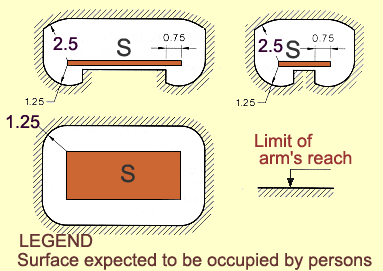 2.5 S 0.75
1.25
2.5 S 0.75
1.25
1.25
S
Limit of
arm's reach
LEGEND
Surface expected to be occupied by persons